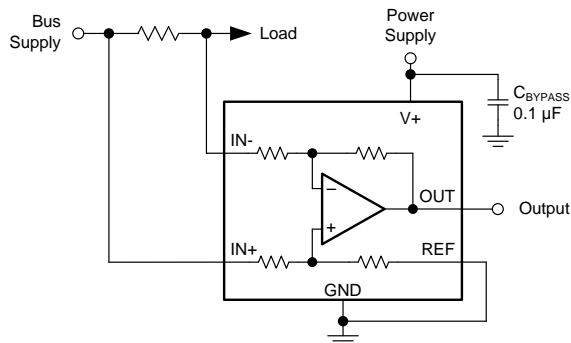 Bus
Supply
Load
Power
Supply
C_BYPASS
0.1 µF
V+
IN-
−
OUT
Output
+
IN+
REF
GND